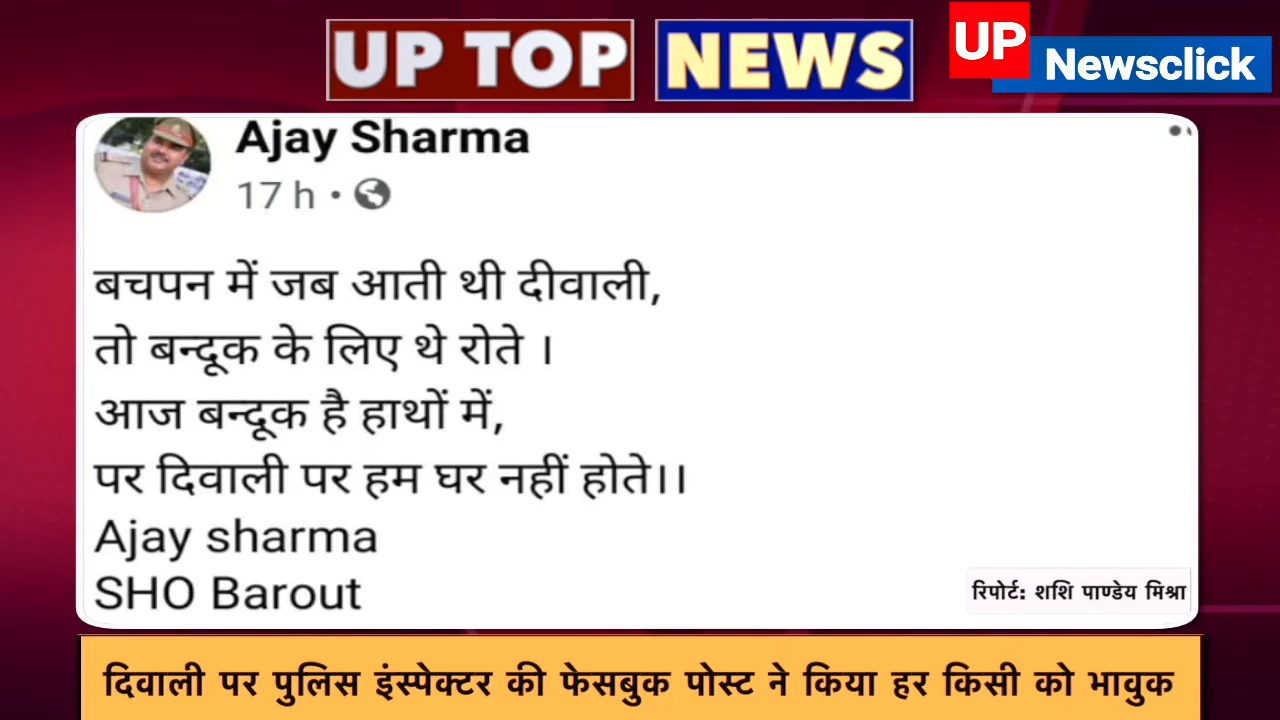 UP TOP NEWS
UP
Newsclick
Ajay Sharma
17 h •
बचपन में जब आती थी दीवाली,
तो बन्दूक के लिए थे रोते ।
आज बन्दूक है हाथों में,
पर दिवाली पर हम घर नहीं होते।।
Ajay sharma
SHO Barout
रिपोर्ट: शशि पाण्डेय मिश्रा
दिवाली पर पुलिस इंस्पेक्टर की फेसबुक पोस्ट ने किया हर किसी को भावुक